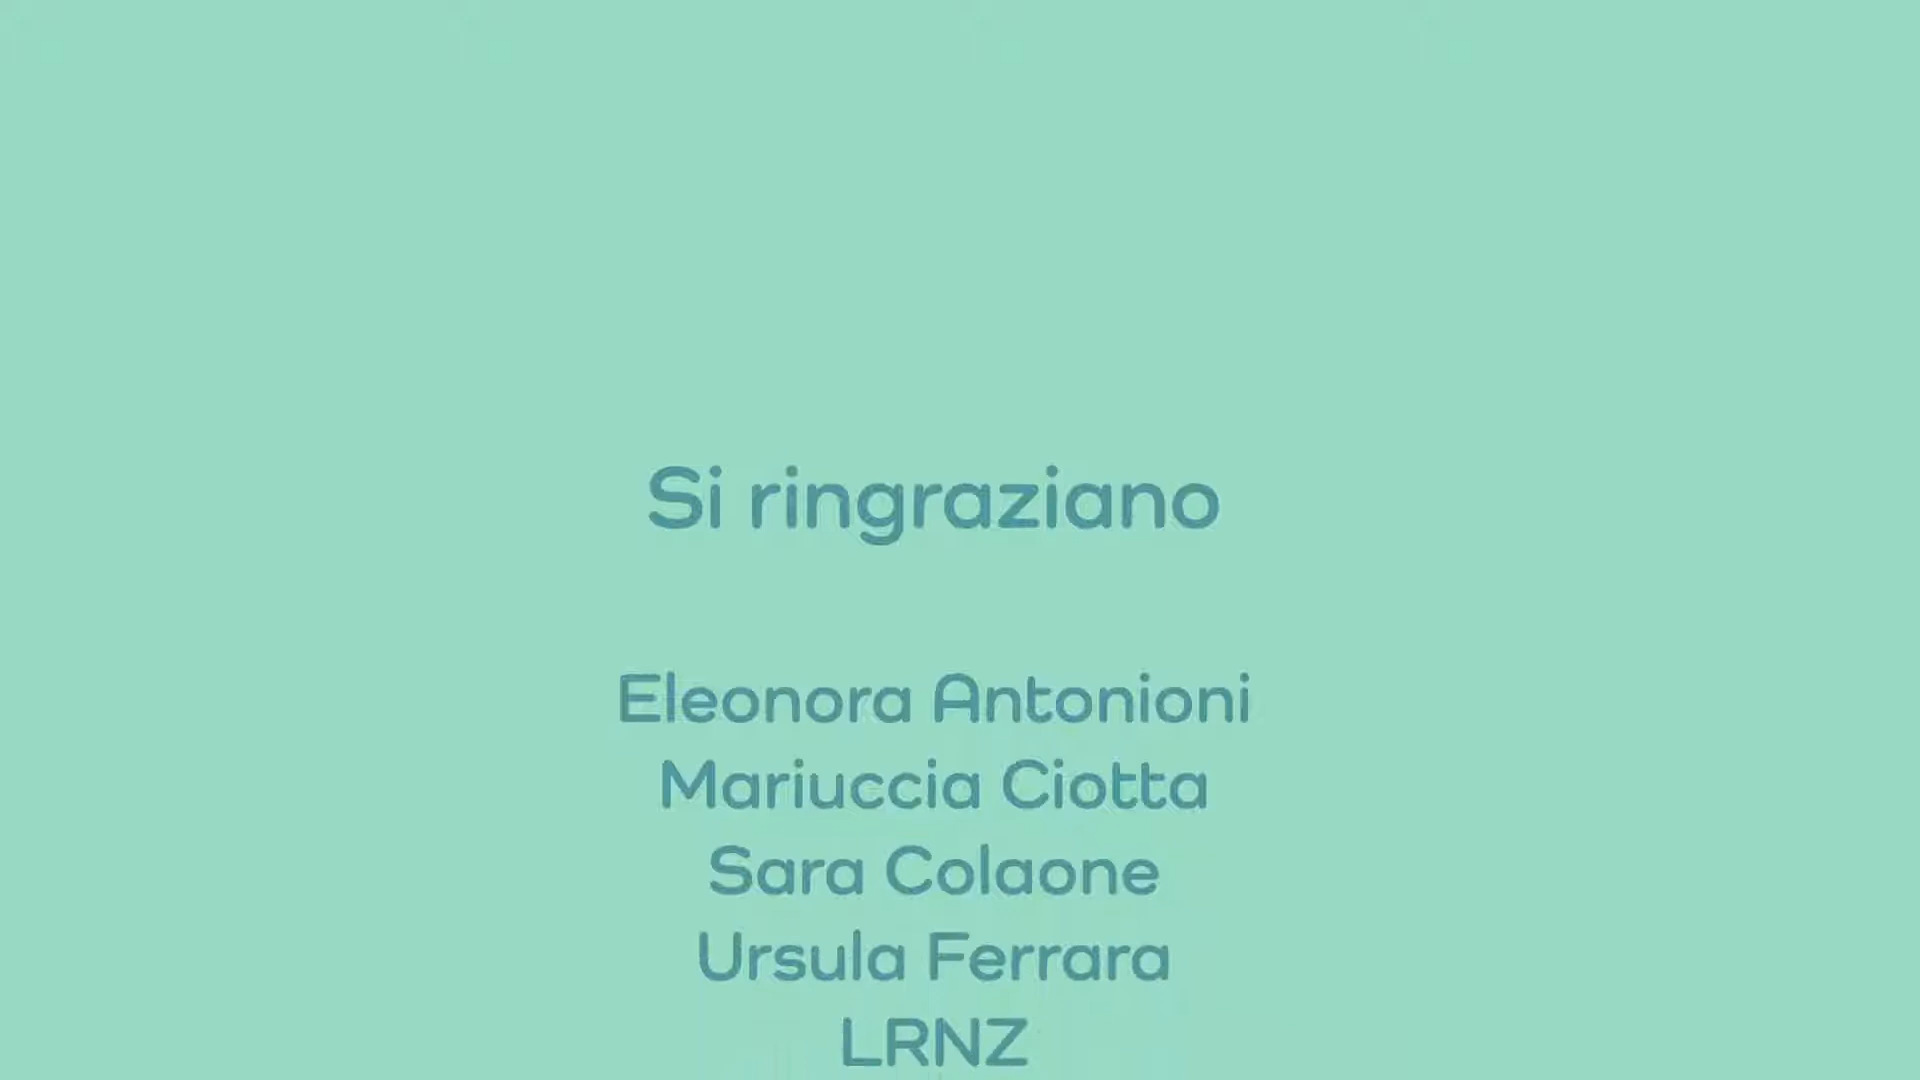 Si ringraziano
Eleonora Antonioni
Mariuccia Ciotta
Sara Colaone
Ursula Ferrara
LRNZ